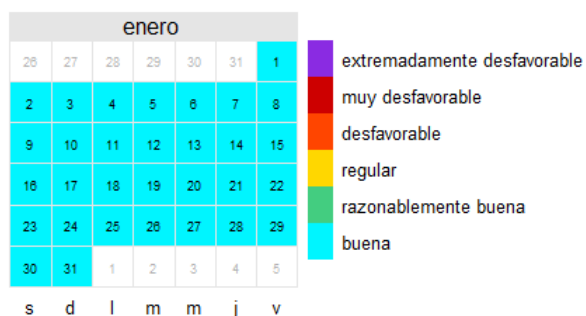 enero
26 27 28 29 30 31 1
2 3 4 5 6 7 8
9 10 11 12 13 14 15
16 17 18 19 20 21 22
23 24 25 26 27 28 29
30 31 1 2 3 4 5
s d l m m j v
extremadamente desfavorable
muy desfavorable
desfavorable
regular
razonablemente buena
buena